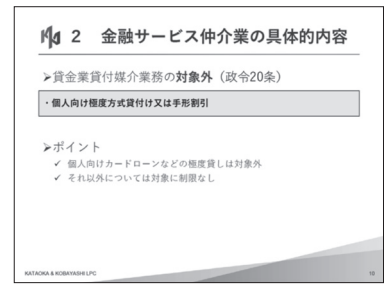 2 金融サービス仲介業の具体的内容
➢貸金業貸付媒介業務の対象外(政令20条)
・個人向け極度方式貸付け又は手形割引
➢ポイント
✓ 個人向けカードローンなどの極度貸しは対象外
✓ それ以外については対象に制限なし
KATAOKA & KOBAYASHI LPC